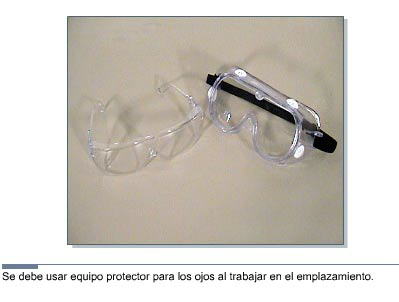 Se debe usar equipo protector para los ojos al trabajar en el emplazamiento.